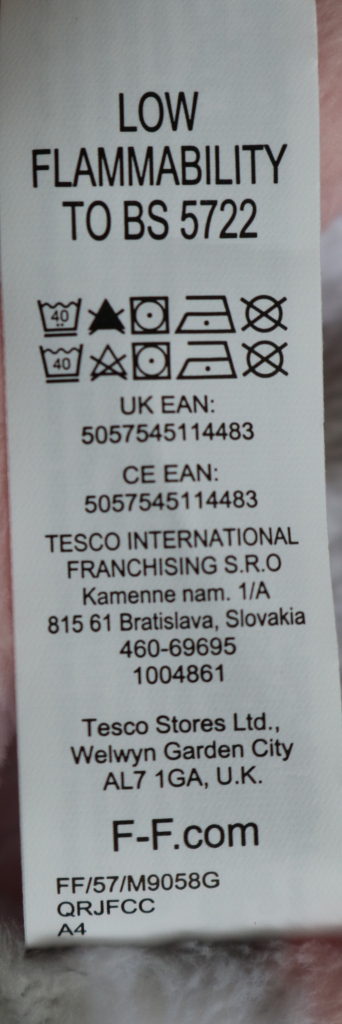 LOW
FLAMMABILITY
TO BS 5722
40
40
UK EAN:
5057545114483
CE EAN:
5057545114483
TESCO INTERNATIONAL
FRANCHISING S.R.O
Kamenne nam. 1/A
815 61 Bratislava, Slovakia
460-69695
1004861
Tesco Stores Ltd.,
Welwyn Garden City
AL7 1GA, U.K.
F-F.com
FF/57/M9058G
QRJFCC
A4